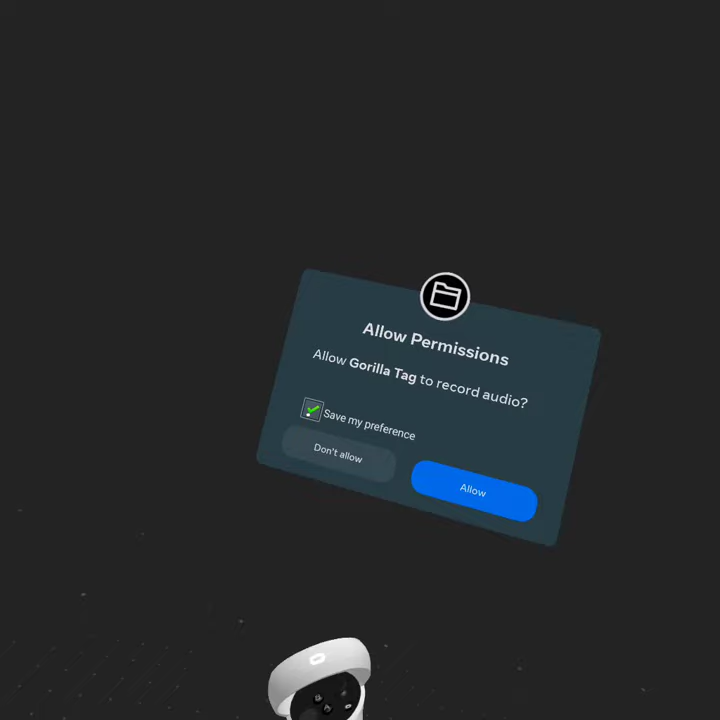 Allow Permissions
Allow Gorilla Tag to record audio?
Save my preference
Don't allow
Allow